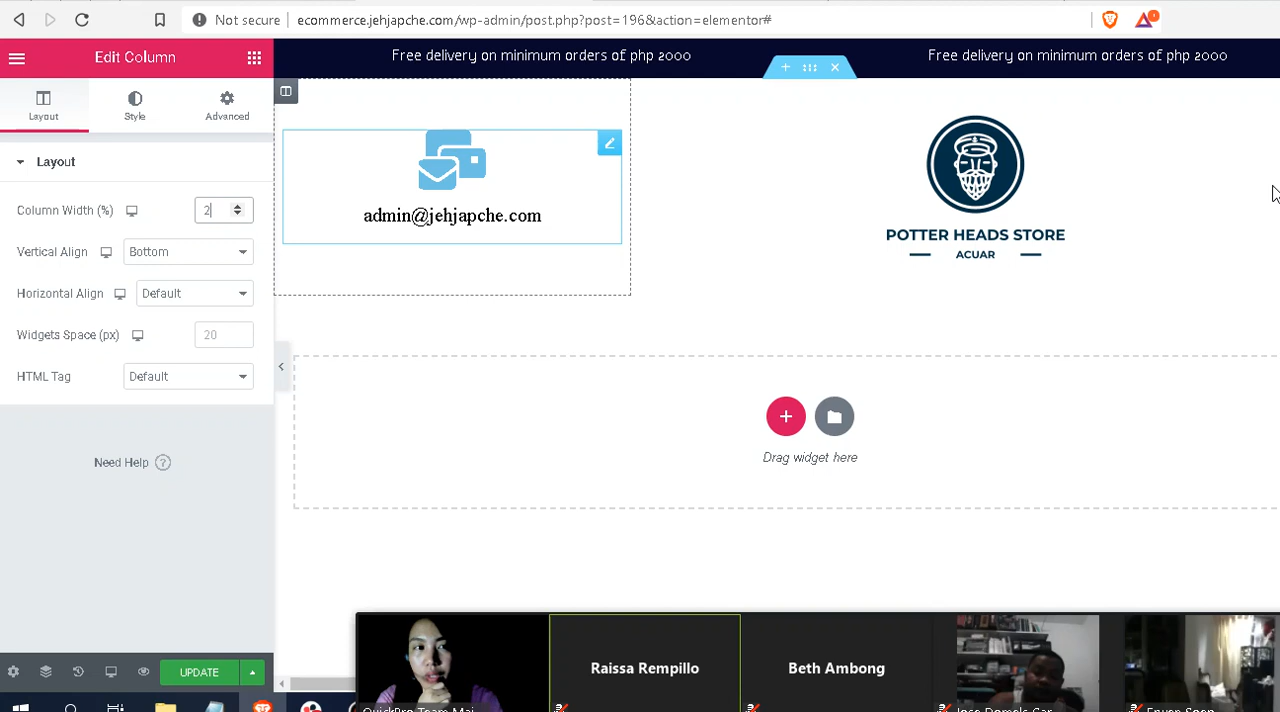 Not secure
ecommerce.jehjapche.com/wp-admin/post.php?post=196&action=elementor#
Edit Column
Free delivery on minimum orders of php 2000
Free delivery on minimum orders of php 2000
Layout
Style
Advanced
Layout
Column Width (%)
2
Vertical Align
Bottom
Horizontal Align
Default
Widgets Space (px)
20
HTML Tag
Default
Need Help
?
UPDATE
admin@jehjapche.com
POTTER HEADS STORE
ACUAR
Drag widget here
Raissa Rempillo
Beth Ambong
QuickPro Team Mai